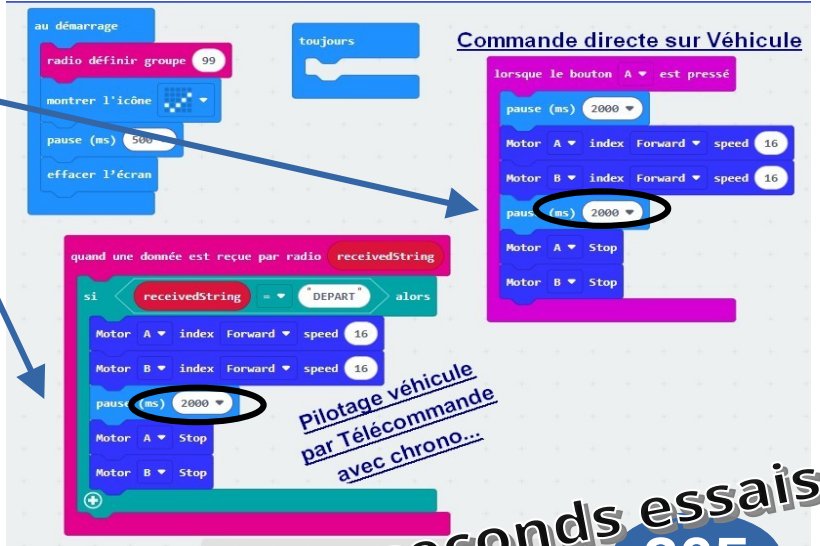 au démarrage
radio définir groupe 99
montrer l'icône
pause (ms) 500
effacer l'écran
toujours
Commande directe sur Véhicule
lorsque le bouton A est pressé
pause (ms) 2000
Motor A index Forward speed 16
Motor B index Forward speed 16
pause (ms) 2000
Motor A Stop
Motor B Stop
quand une donnée est reçue par radio receivedString
si receivedString = "DEPART" alors
Motor A index Forward speed 16
Motor B index Forward speed 16
pause (ms) 2000
Motor A Stop
Motor B Stop
Pilotage véhicule
par Télécommande
avec chrono...
conds essais